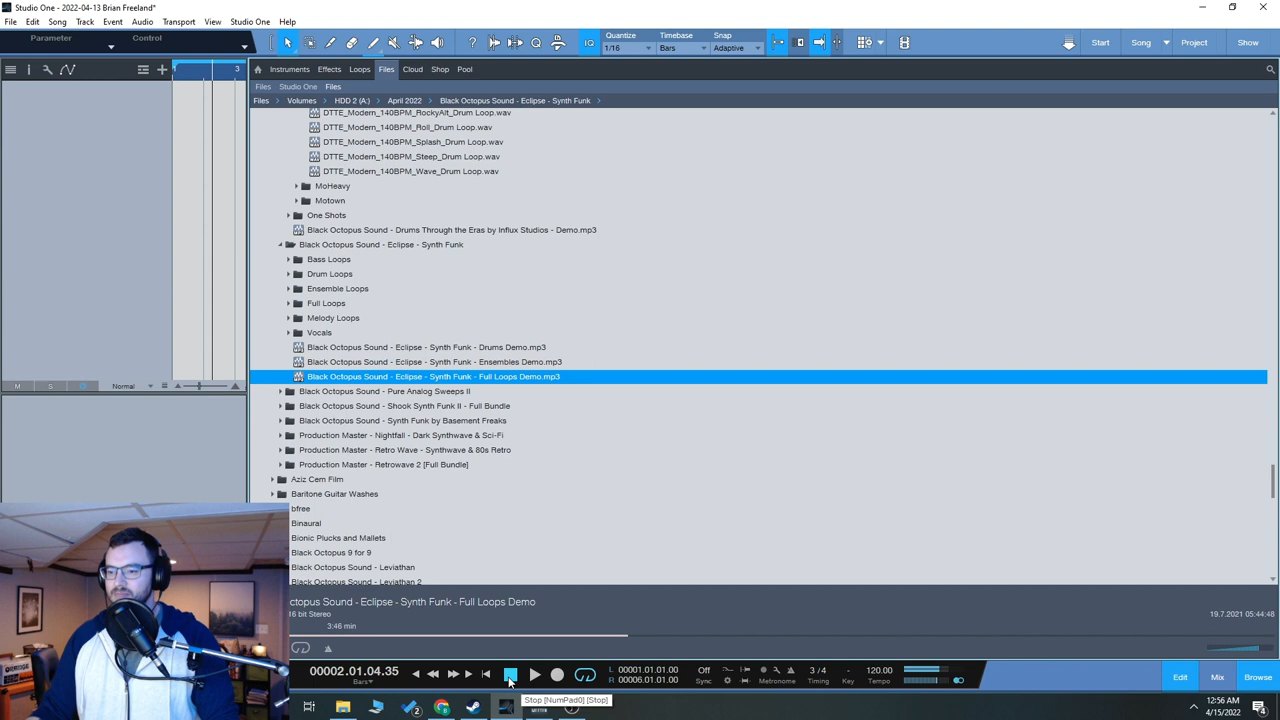 Studio One - 2022-04-13 Brian Freeland*
File Edit Song Track Event Audio Transport View Studio One Help
Parameter Control
IQ Quantize Timebase Snap
1/16 Bars Adaptive
Start Song Project Show
1 3
Instruments Effects Loops Files Cloud Shop Pool
Files Studio One Files
Files Volumes HDD 2 (A:) April 2022 Black Octopus Sound - Eclipse - Synth Funk
DTTE_Modern_140BPM_RockyAlt_Drum Loop.wav
DTTE_Modern_140BPM_Roll_Drum Loop.wav
DTTE_Modern_140BPM_Splash_Drum Loop.wav
DTTE_Modern_140BPM_Steep_Drum Loop.wav
DTTE_Modern_140BPM_Wave_Drum Loop.wav
MoHeavy
Motown
One Shots
Black Octopus Sound - Drums Through the Eras by Influx Studios - Demo.mp3
Black Octopus Sound - Eclipse - Synth Funk
Bass Loops
Drum Loops
Ensemble Loops
Full Loops
Melody Loops
Vocals
Black Octopus Sound - Eclipse - Synth Funk - Drums Demo.mp3
Black Octopus Sound - Eclipse - Synth Funk - Ensembles Demo.mp3
Black Octopus Sound - Eclipse - Synth Funk - Full Loops Demo.mp3
M S Normal
Black Octopus Sound - Pure Analog Sweeps II
Black Octopus Sound - Shook Synth Funk II - Full Bundle
Black Octopus Sound - Synth Funk by Basement Freaks
Production Master - Nightfall - Dark Synthwave & Sci-Fi
Production Master - Retro Wave - Synthwave & 80s Retro
Production Master - Retrowave 2 [Full Bundle]
Aziz Cem Film
Baritone Guitar Washes
bfree
Binaural
Bionic Plucks and Mallets
Black Octopus 9 for 9
Black Octopus Sound - Leviathan
Black Octopus Sound - Leviathan 2
ctopus Sound - Eclipse - Synth Funk - Full Loops Demo
16 bit Stereo 19.7.2021 05:44:48
3:46 min
00002.01.04.35 L 00001.01.01.00 Off 3 / 4 - 120.00
Bars R 00006.01.01.00 Sync Metronome Timing Key Tempo
Edit Mix Browse
Stop [NumPad0] [Stop]
12:56 AM
4/15/2022